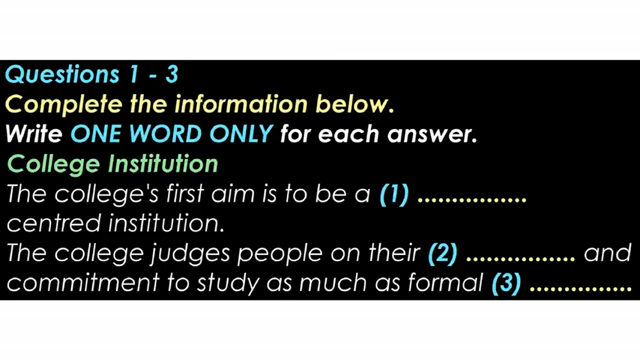 Questions 1 - 3
Complete the information below.
Write ONE WORD ONLY for each answer.
College Institution
The college's first aim is to be a (1) ................
centred institution.
The college judges people on their (2) ................ and
commitment to study as much as formal (3) ...............